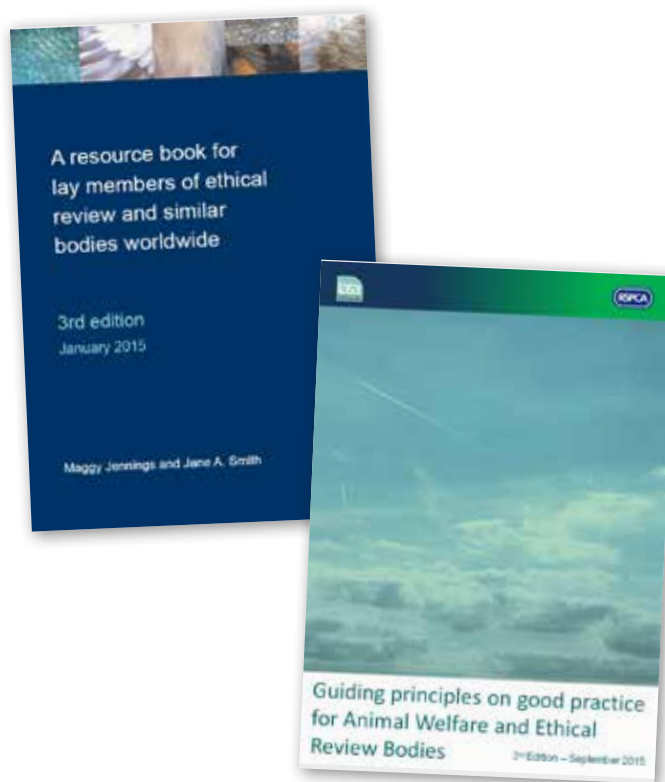 A resource book for
lay members of ethical
review and similar
bodies worldwide
3rd edition
January 2015
Maggy Jennings and Jane A. Smith
RSPCA
Guiding principles on good practice
for Animal Welfare and Ethical
Review Bodies
Edition – September 2015